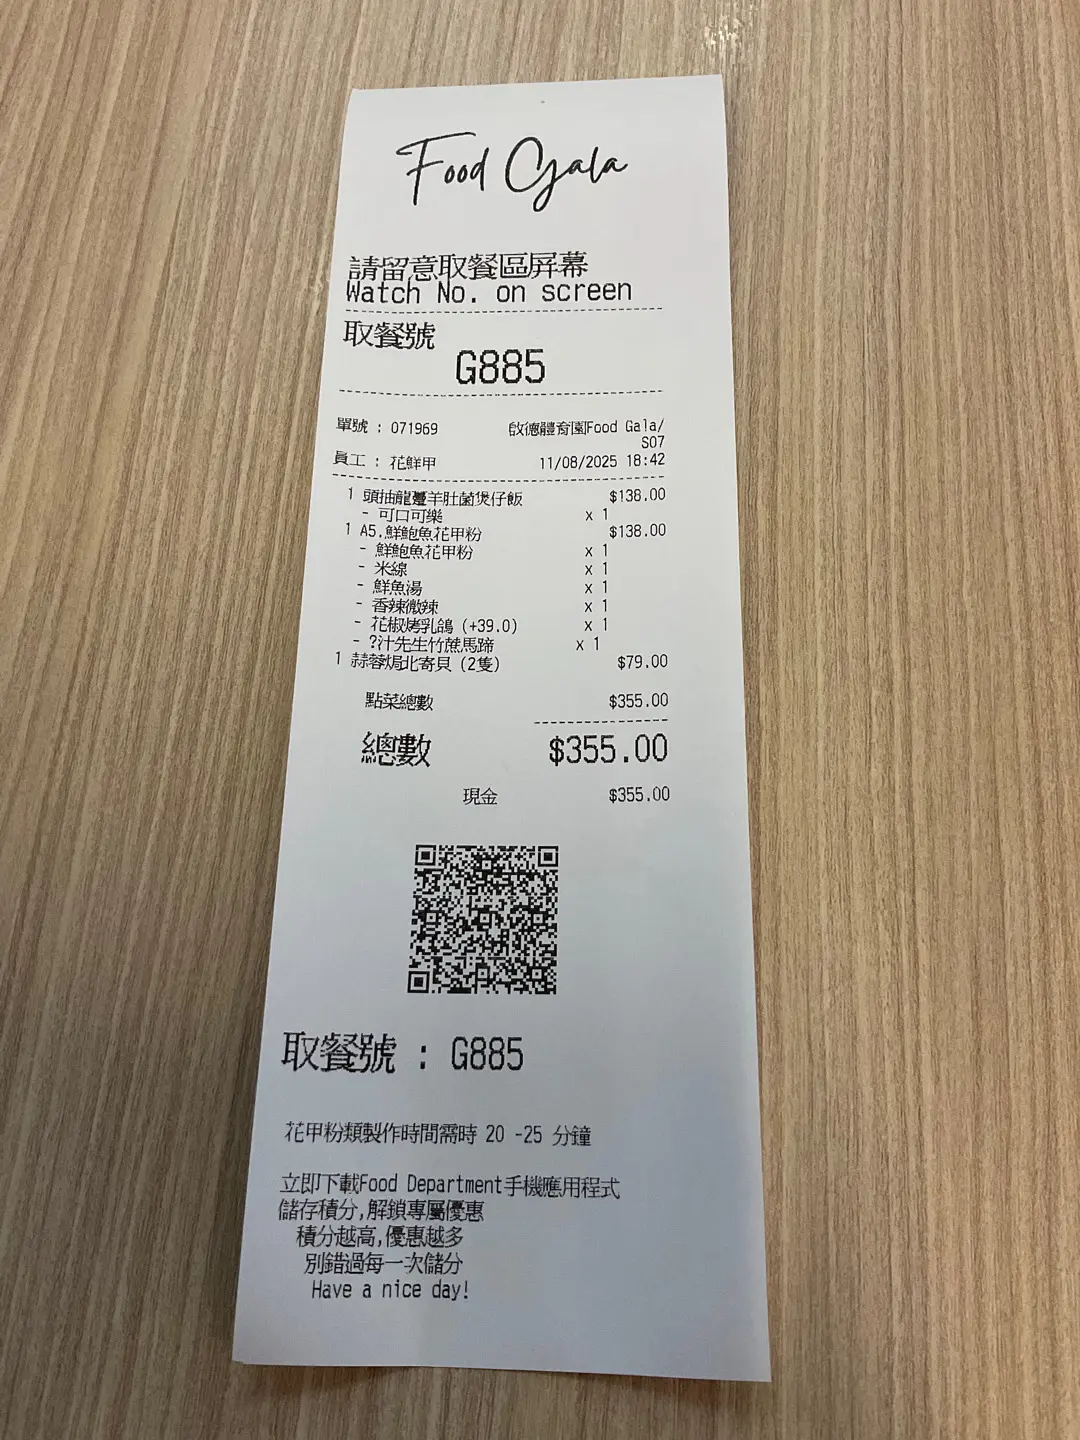 Food Gala
請留意取餐區屏幕
Watch No. on screen
取餐號
G885
單號 : 071969 啟德體育園Food Gala/
S07
員工 : 花鮮甲 11/08/2025 18:42
1 頭抽龍躉羊肚菌煲仔飯 $138.00
- 可口可樂 x 1
1 A5.鮮鮑魚花甲粉 $138.00
- 鮮鮑魚花甲粉 x 1
- 米線 x 1
- 鮮魚湯 x 1
- 香辣微辣 x 1
- 花椒烤乳鴿 (+39.0) x 1
- ?汁先生竹蔗馬蹄 x 1
1 蒜蓉焗北寄貝 (2隻) $79.00
點菜總數 $355.00
總數 $355.00
現金 $355.00
取餐號 : G885
花甲粉類製作時間需時 20 -25 分鐘
立即下載Food Department手機應用程式
儲存積分,解鎖專屬優惠
積分越高,優惠越多
別錯過每一次儲分
Have a nice day!